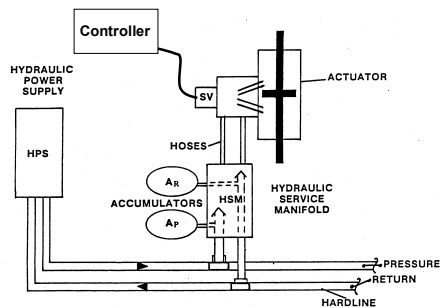 Controller
HYDRAULIC
POWER
SUPPLY
SV
ACTUATOR
HPS
HOSES
AR
ACCUMULATORS
HSM
HYDRAULIC
SERVICE
MANIFOLD
AP
PRESSURE
RETURN
HARDLINE